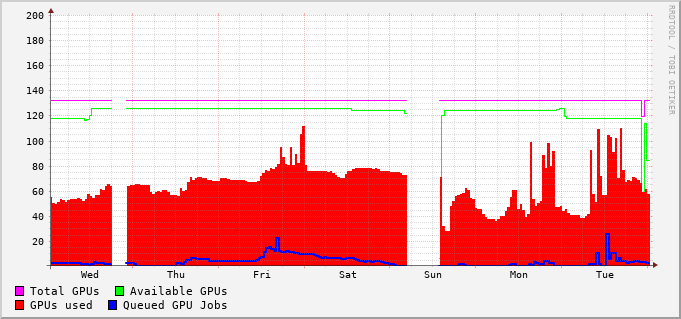 200
180
160
140
120
100
80
60
40
20
Wed Thu Fri Sat Sun Mon Tue
Total GPUs Available GPUs
GPUs used Queued GPU Jobs
RRDTOOL / TOBI OETIKER